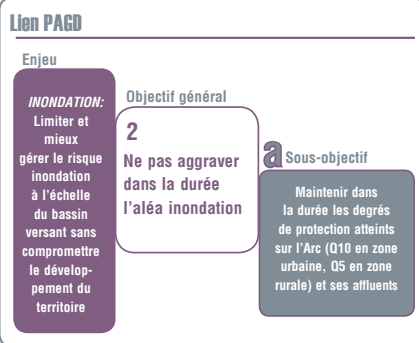 Lien PAGD
Enjeu
INONDATION:
Limiter et
mieux
gérer le risque
inondation
à l'échelle
du bassin
versant sans
compromettre
le dévelop-
pement du
territoire
Objectif général
2
Ne pas aggraver
dans la durée
l'aléa inondation
a Sous-objectif
Maintenir dans
la durée les degrés
de protection atteints
sur l'Arc (Q10 en zone
urbaine, Q5 en zone
rurale) et ses affluents